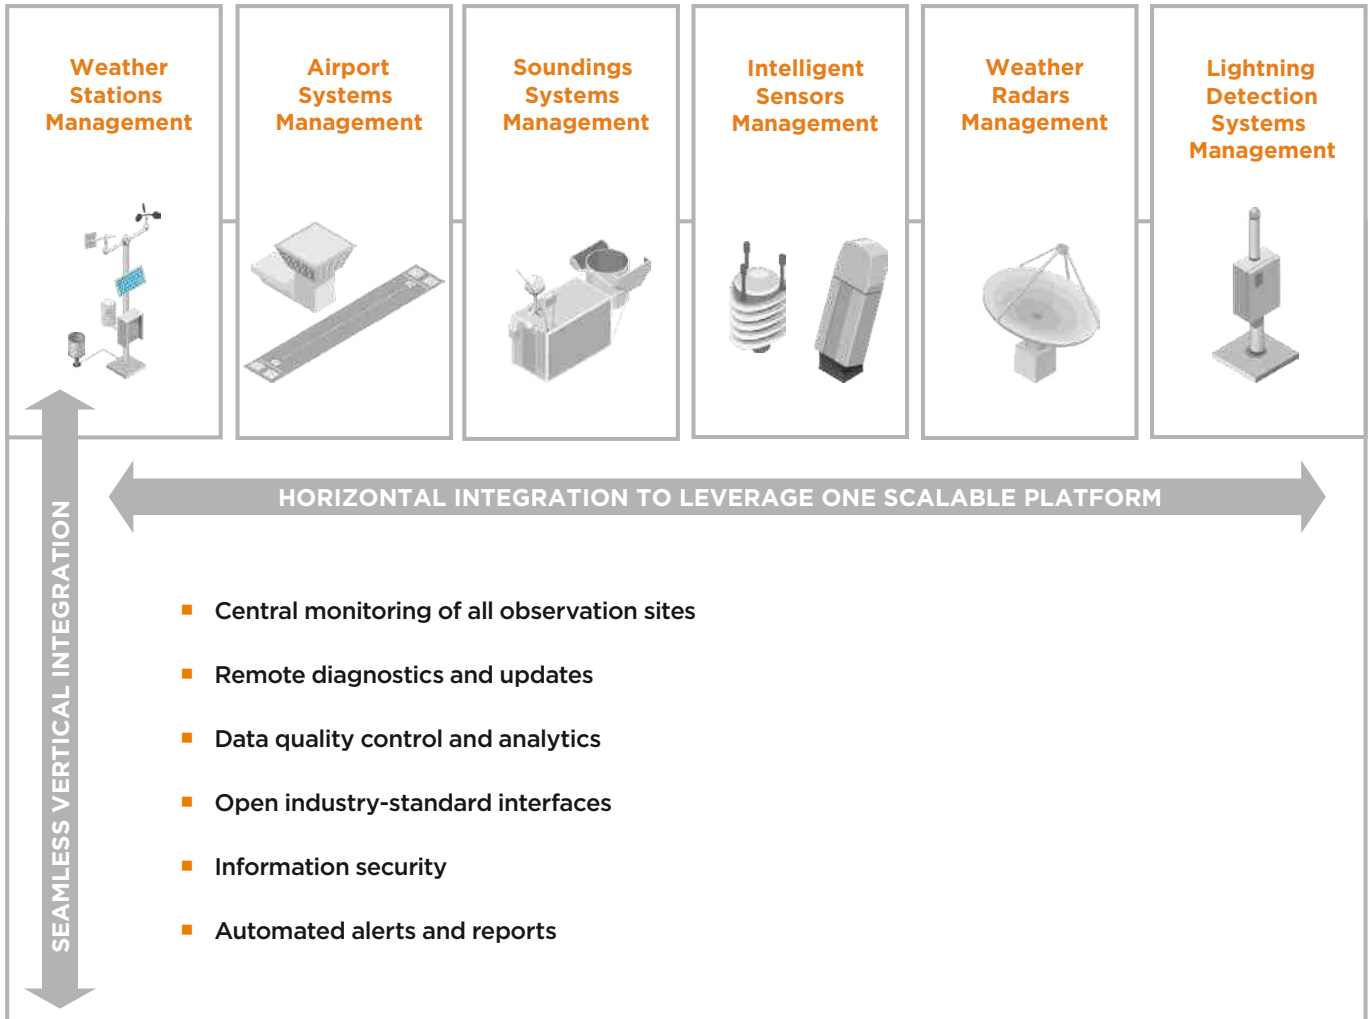 Weather
Stations
Management
Airport
Systems
Management
Soundings
Systems
Management
Intelligent
Sensors
Management
Weather
Radars
Management
Lightning
Detection
Systems
Management
HORIZONTAL INTEGRATION TO LEVERAGE ONE SCALABLE PLATFORM
SEAMLESS VERTICAL INTEGRATION
Central monitoring of all observation sites
Remote diagnostics and updates
Data quality control and analytics
Open industry-standard interfaces
Information security
Automated alerts and reports